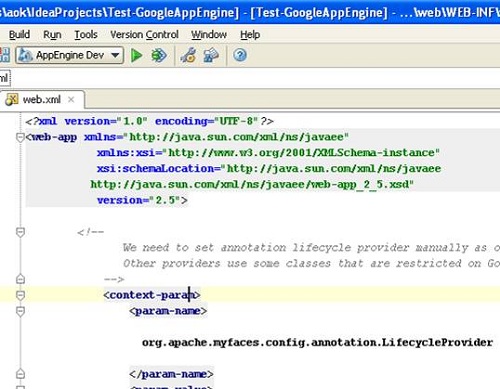 s\aok\IdeaProjects\Test-GoogleAppEngine] - [Test-GoogleAppEngine] - ...\web\WEB-INF\
Build Run Tools Version Control Window Help
AppEngine Dev
ml
web.xml
<?xml version="1.0" encoding="UTF-8"?>
<web-app xmlns="http://java.sun.com/xml/ns/javaee"
xmlns:xsi="http://www.w3.org/2001/XMLSchema-instance"
xsi:schemaLocation="http://java.sun.com/xml/ns/javaee
http://java.sun.com/xml/ns/javaee/web-app_2_5.xsd"
version="2.5">
<!--
We need to set annotation lifecycle provider manually as o
Other providers use some classes that are restricted on Go
-->
<context-param>
<param-name>
org.apache.myfaces.config.annotation.LifecycleProvider
</param-name>
<param-value>